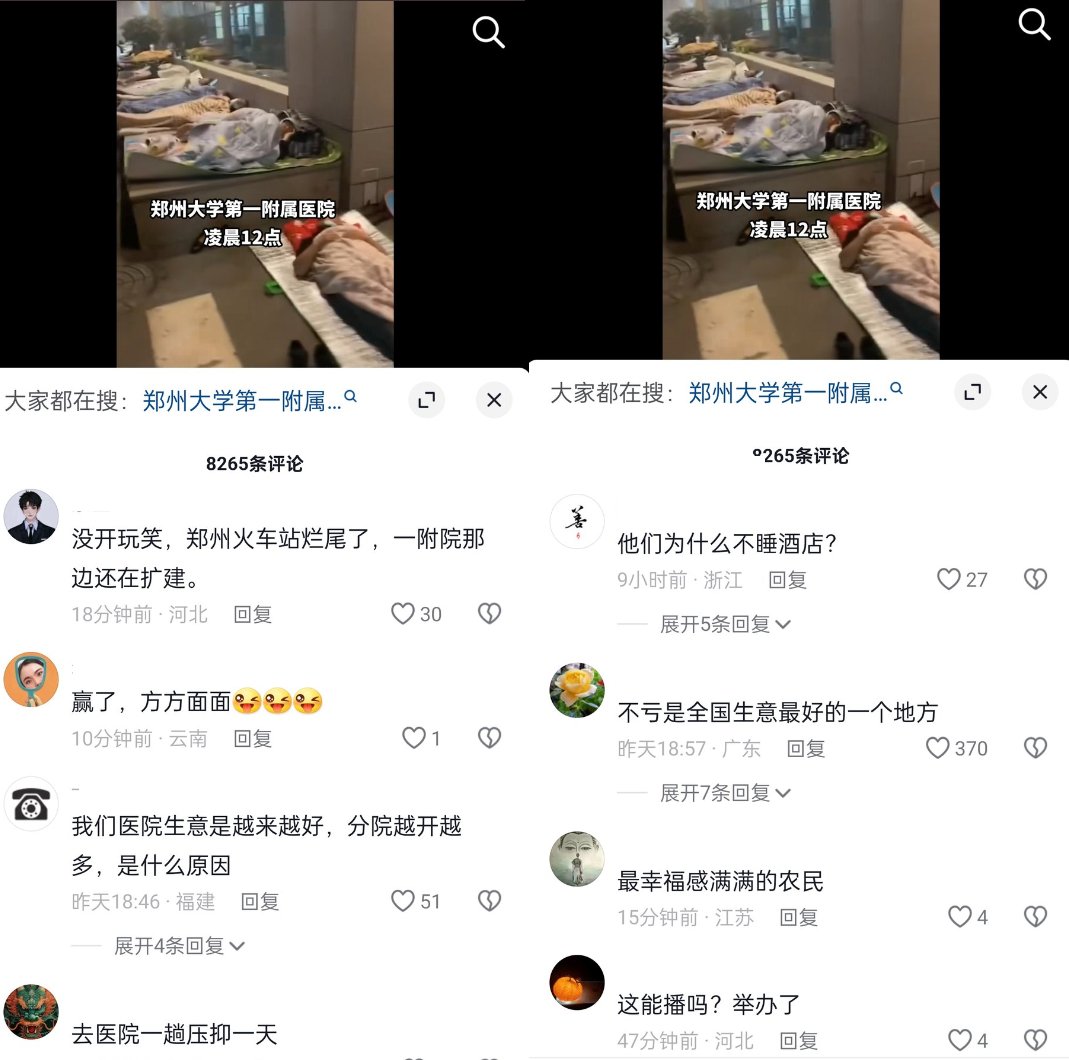 郑州大学第一附属医院
凌晨12点
大家都在搜：郑州大学第一附属...
8265条评论
没开玩笑，郑州火车站烂尾了，一附院那
边还在扩建。
18分钟前·河北 回复 30
赢了，方方面面😜😜😜
10分钟前·云南 回复 1
我们医院生意是越来越好，分院越开越
多，是什么原因
昨天18:46·福建 回复 51
展开4条回复
去医院一趟压抑一天
郑州大学第一附属医院
凌晨12点
大家都在搜：郑州大学第一附属...
265条评论
善
他们为什么不睡酒店？
9小时前·浙江 回复 27
展开5条回复
不亏是全国生意最好的一个地方
昨天18:57·广东 回复 370
展开7条回复
最幸福感满满的农民
15分钟前·江苏 回复 4
这能播吗？举办了
47分钟前·河北 回复 4